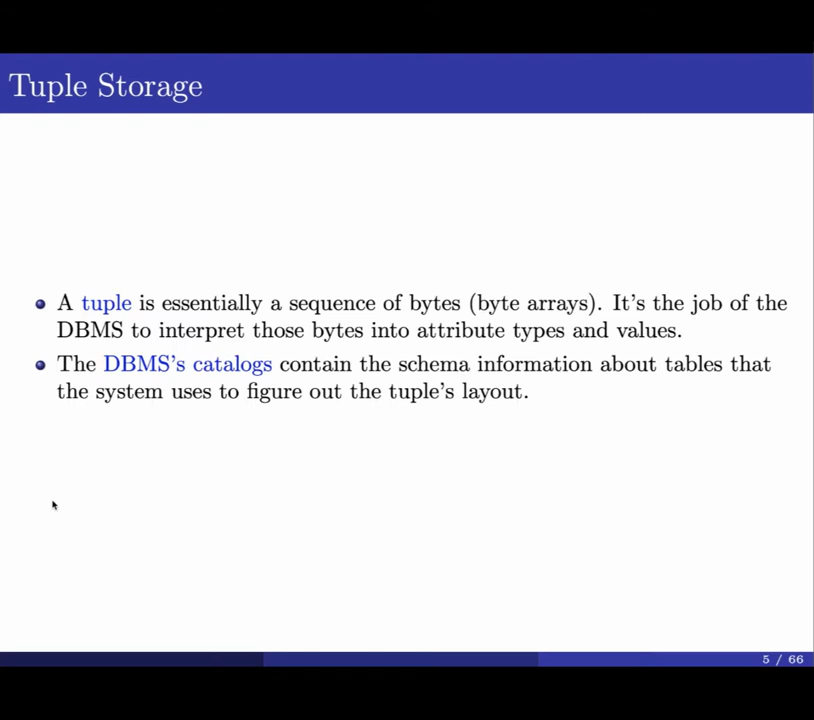 Tuple Storage
A tuple is essentially a sequence of bytes (byte arrays). It's the job of the
DBMS to interpret those bytes into attribute types and values.
The DBMS's catalogs contain the schema information about tables that
the system uses to figure out the tuple's layout.
5 / 66